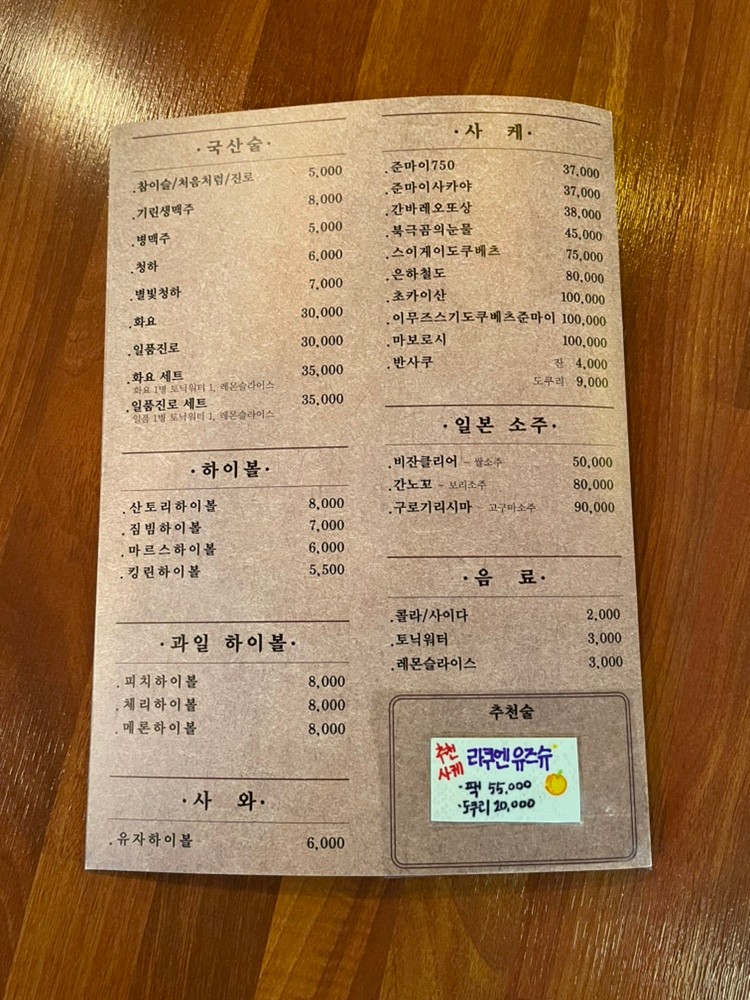 ·국산술·
.참이슬/처음처럼/진로 5,000
.기린생맥주 8,000
.병맥주 5,000
.청하 6,000
.별빛청하 7,000
.화요 30,000
.일품진로 30,000
.화요 세트 35,000
화요 1병 토닉워터 1, 레몬슬라이스
.일품진로 세트 35,000
일품 1병 토닉워터 1, 레몬슬라이스
·하이볼·
.산토리하이볼 8,000
.짐빔하이볼 7,000
.마르스하이볼 6,000
.킹린하이볼 5,500
·과일 하이볼·
.피치하이볼 8,000
.체리하이볼 8,000
.메론하이볼 8,000
·사 와·
.유자하이볼 6,000
·사 케·
.준마이750 37,000
.준마이사카야 37,000
.간바레오또상 38,000
.북극곰의눈물 45,000
.스이게이도쿠베츠 75,000
.은하철도 80,000
.초카이산 100,000
.이무즈스기도쿠베츠준마이 100,000
.마보로시 100,000
.반사쿠 잔 4,000
도쿠리 9,000
·일본 소주·
.비잔클리어 - 쌀소주 50,000
.간노꼬 - 보리소주 80,000
.구로기리시마 - 고구마소주 90,000
·음 료·
.콜라/사이다 2,000
.토닉워터 3,000
.레몬슬라이스 3,000
추천술
추천 사케 라쿠엔 유즈슈
·팩 55,000
·도쿠리 20,000